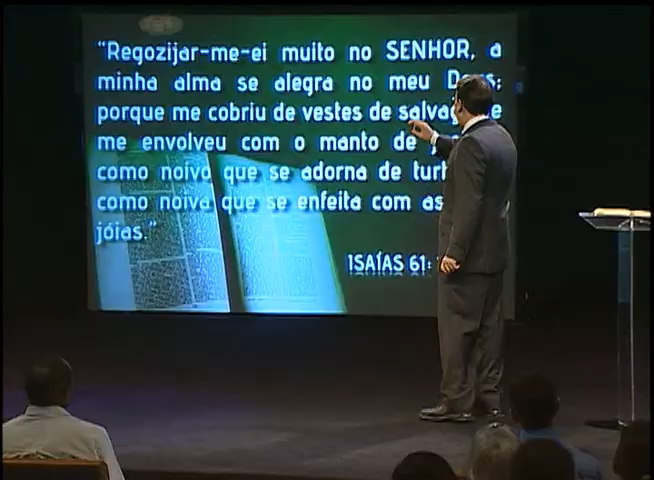 "Regozijar-me-ei muito no SENHOR, a
minha alma se alegra no meu
porque me cobriu de vestes de
me envolveu com o manto de
como noivo que se adorna de
como noiva que se enfeita com
jóias."
ISAÍAS 61: